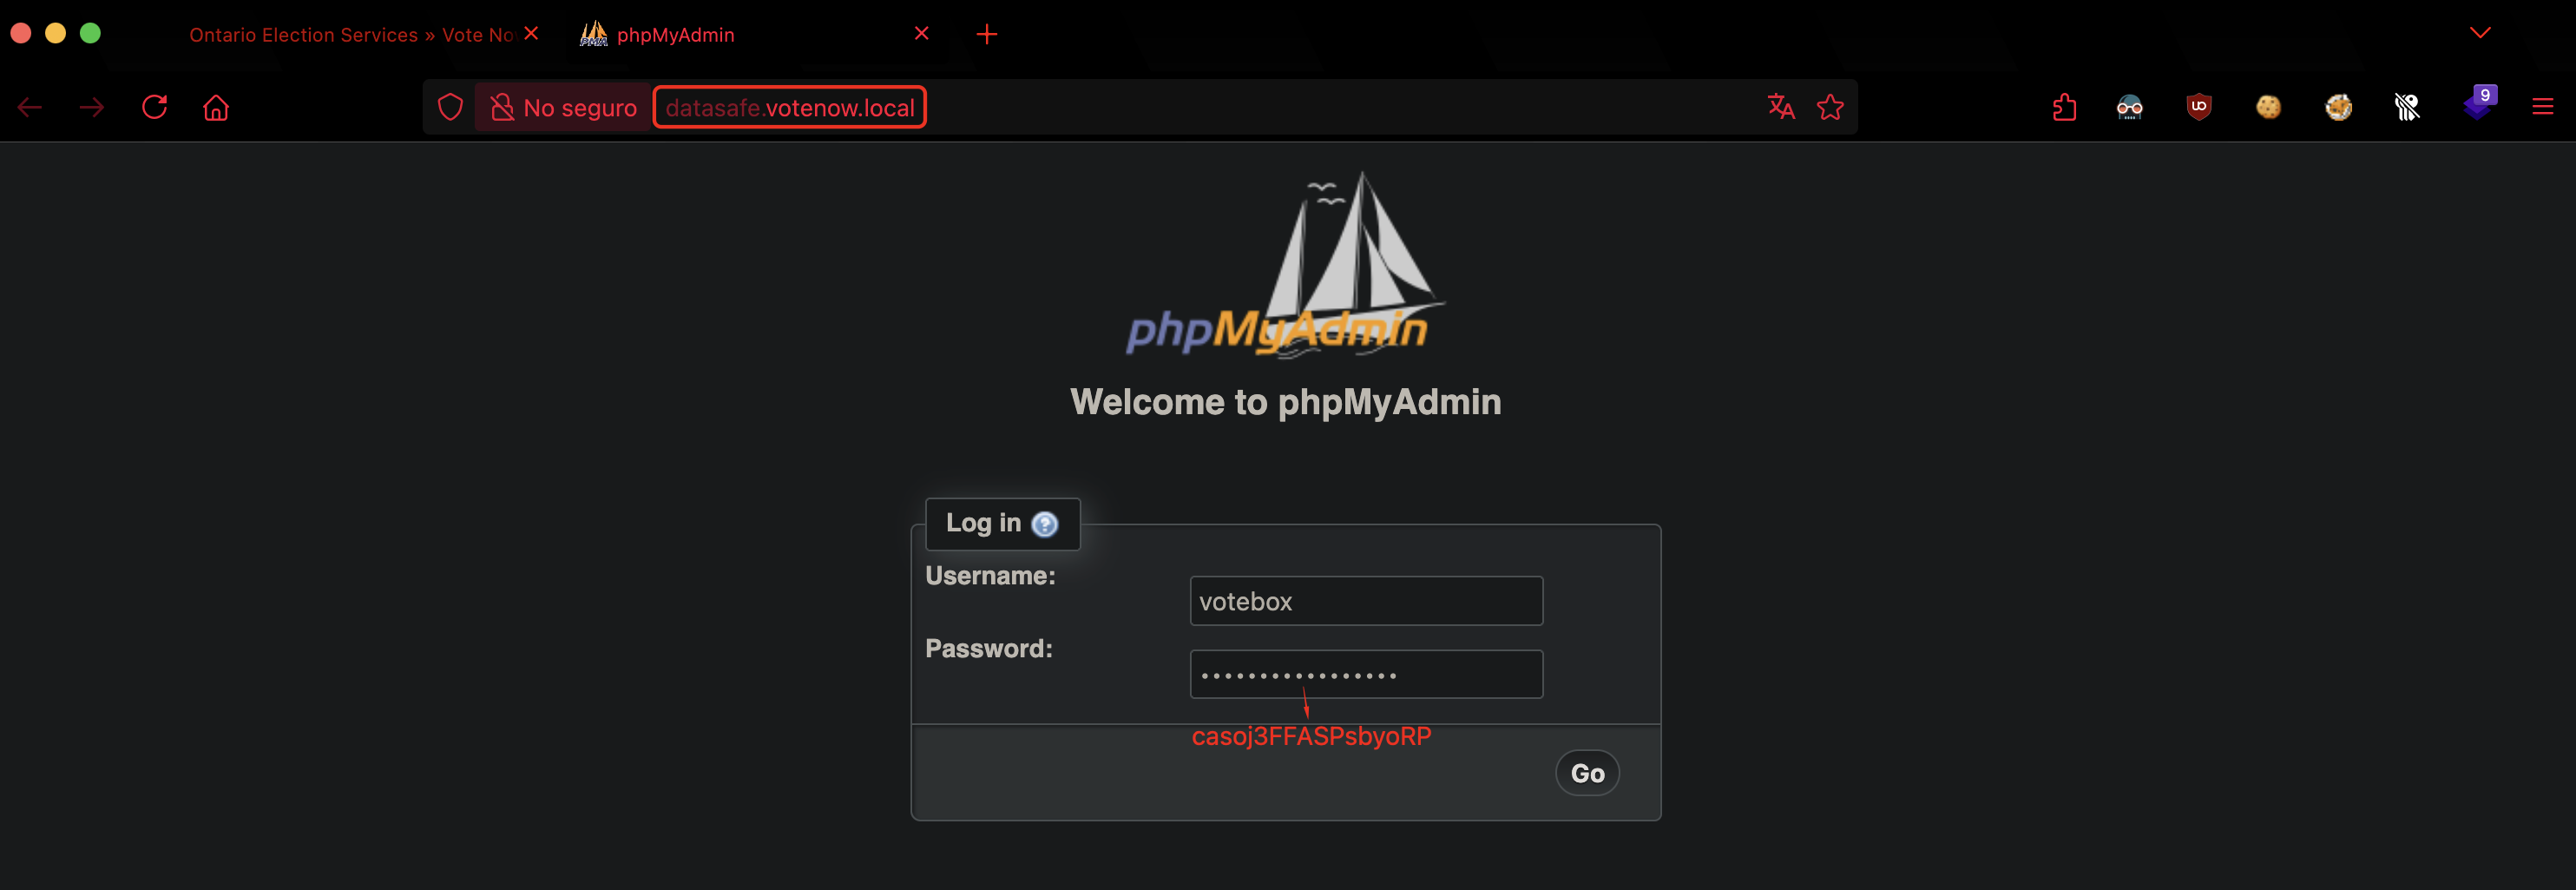 Ontario Election Services » Vote No
phpMyAdmin
No seguro
datasafe.votenow.local
9
phpMyAdmin
Welcome to phpMyAdmin
Log in
Username:
votebox
Password:
casoj3FFASPsbyoRP
Go